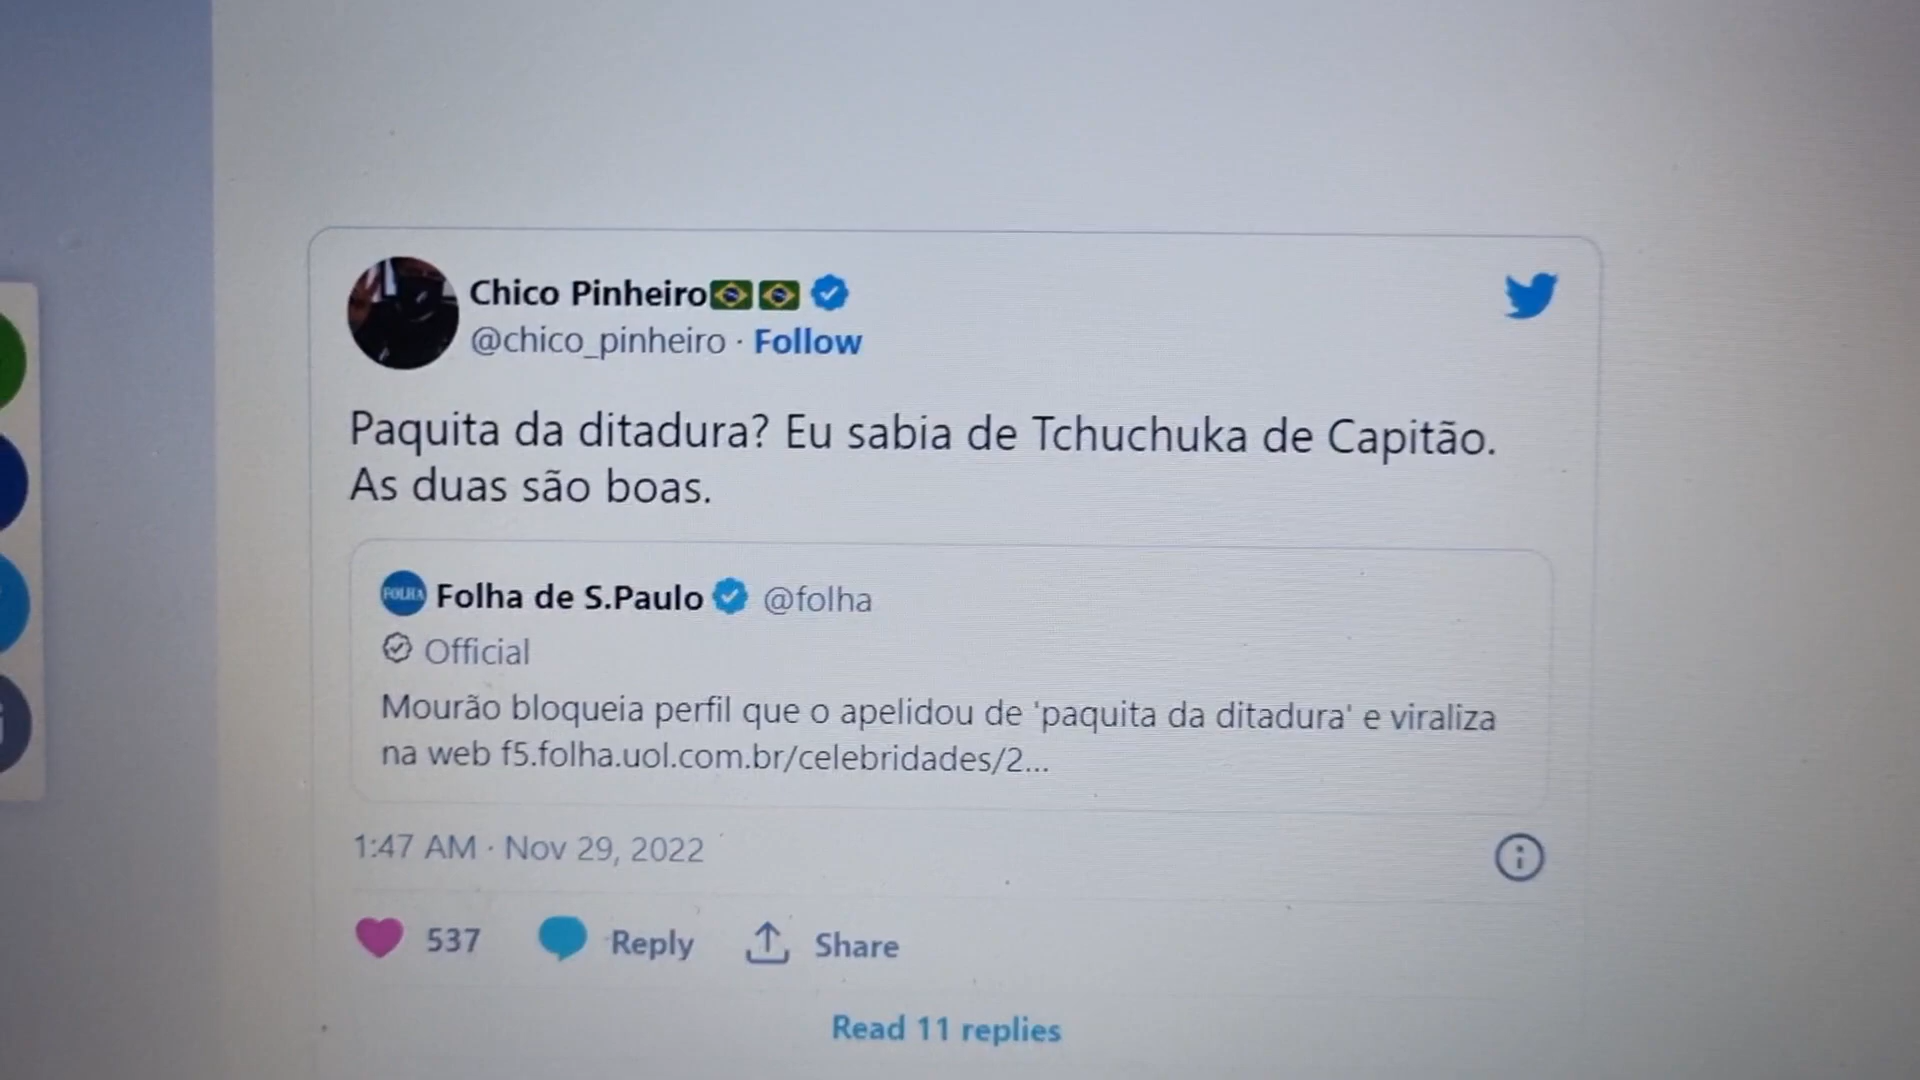 Chico Pinheiro🇧🇷🇧🇷
@chico_pinheiro · Follow
Paquita da ditadura? Eu sabia de Tchuchuka de Capitão.
As duas são boas.
FOLHA Folha de S.Paulo @folha
Official
Mourão bloqueia perfil que o apelidou de 'paquita da ditadura' e viraliza
na web f5.folha.uol.com.br/celebridades/2...
1:47 AM · Nov 29, 2022
537 Reply Share
Read 11 replies